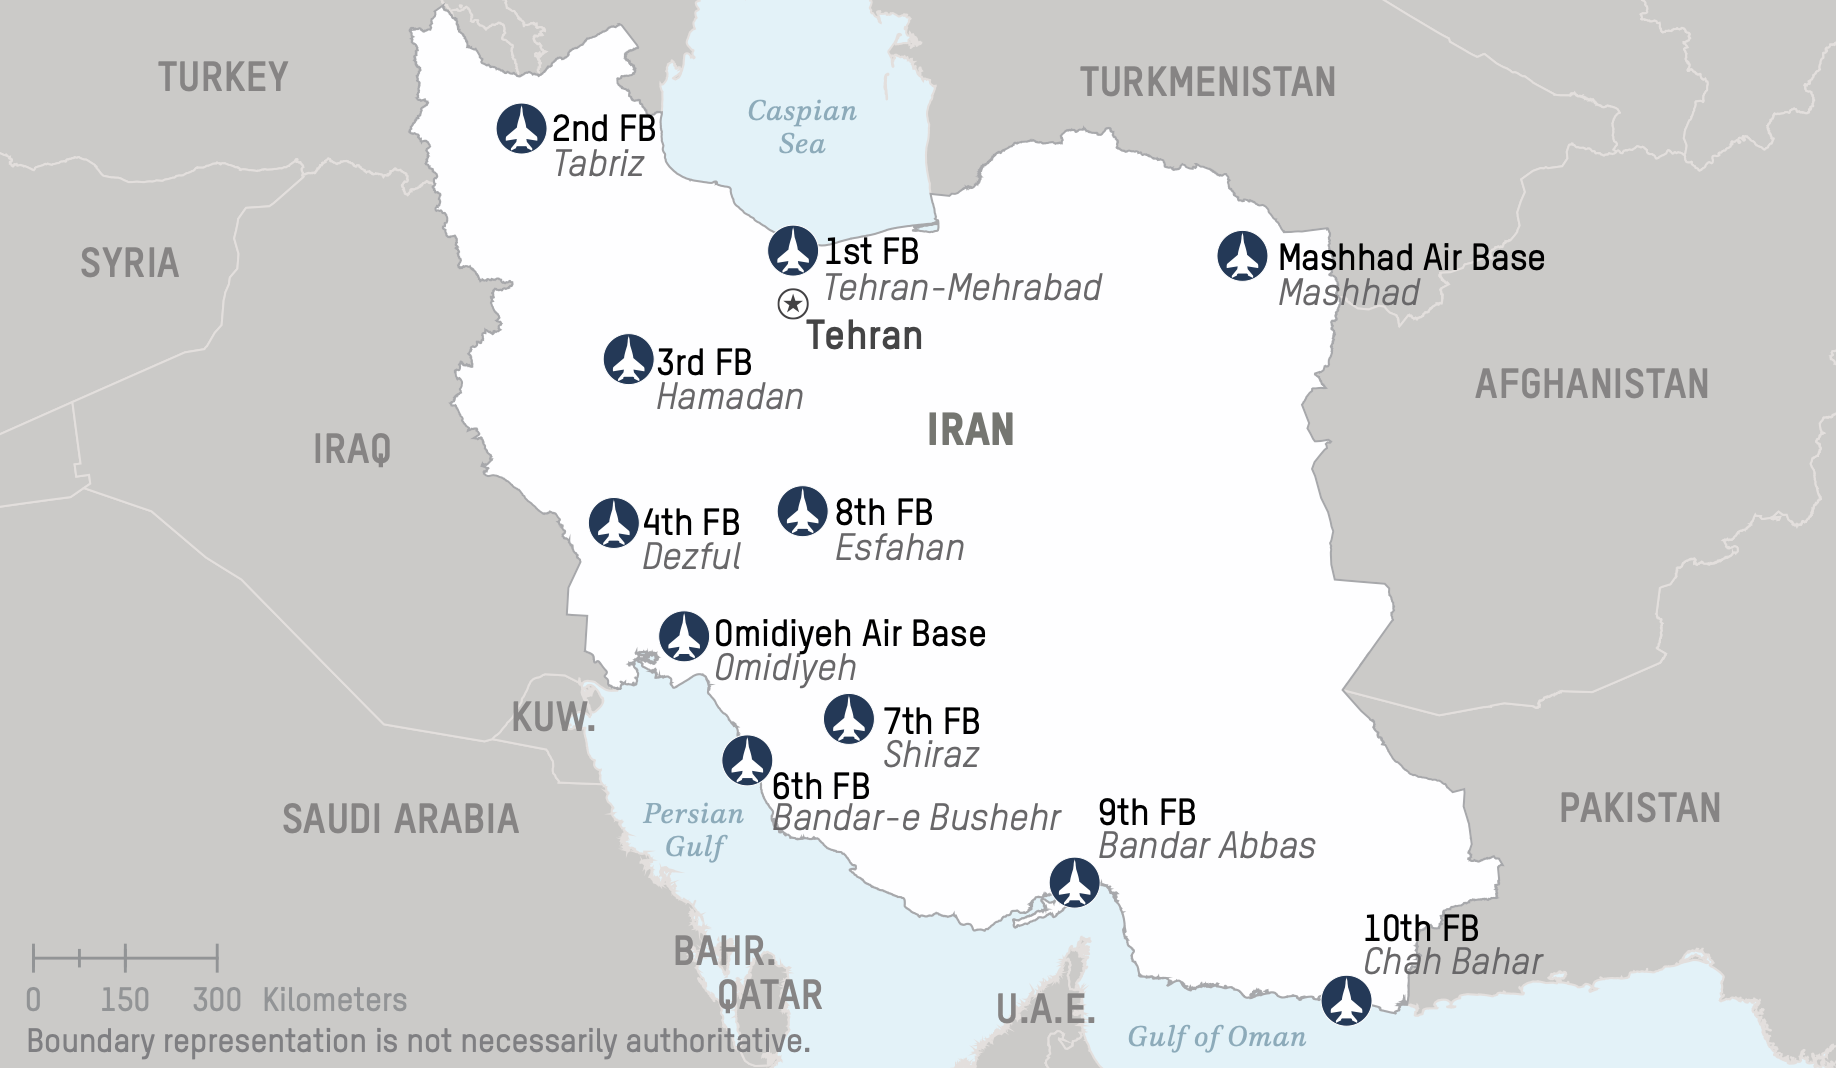 TURKEY
TURKMENISTAN
Caspian
Sea
2nd FB
Tabriz
SYRIA
1st FB
Tehran-Mehrabad
Tehran
Mashhad Air Base
Mashhad
3rd FB
Hamadan
AFGHANISTAN
IRAN
IRAQ
4th FB
Dezful
8th FB
Esfahan
Omidiyeh Air Base
Omidiyeh
KUW.
7th FB
Shiraz
6th FB
Bandar-e Bushehr
Persian
Gulf
SAUDI ARABIA
9th FB
Bandar Abbas
PAKISTAN
10th FB
Chah Bahar
BAHR.
QATAR
U.A.E.
Gulf of Oman
0 150 300 Kilometers
Boundary representation is not necessarily authoritative.